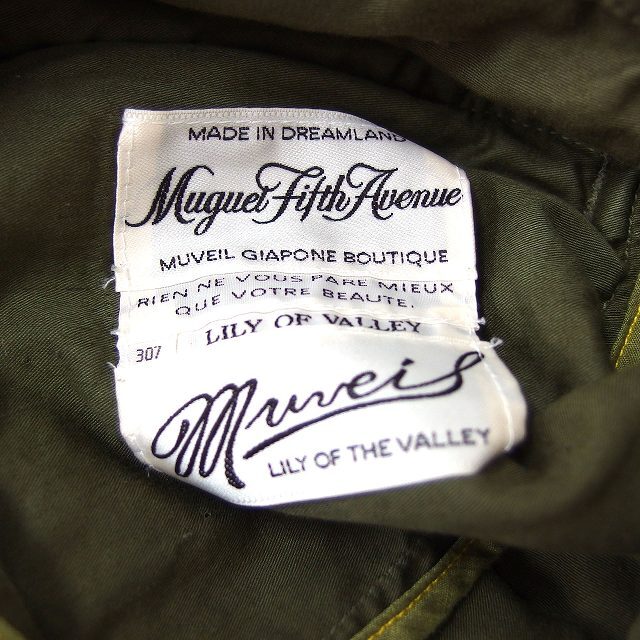 MADE IN DREAMLAND
Muguet Fifth Avenue
MUVEIL GIAPONE BOUTIQUE
RIEN NE VOUS PARE MIEUX
QUE VOTRE BEAUTE.
307 LILY OF VALLEY
Muveil
LILY OF THE VALLEY